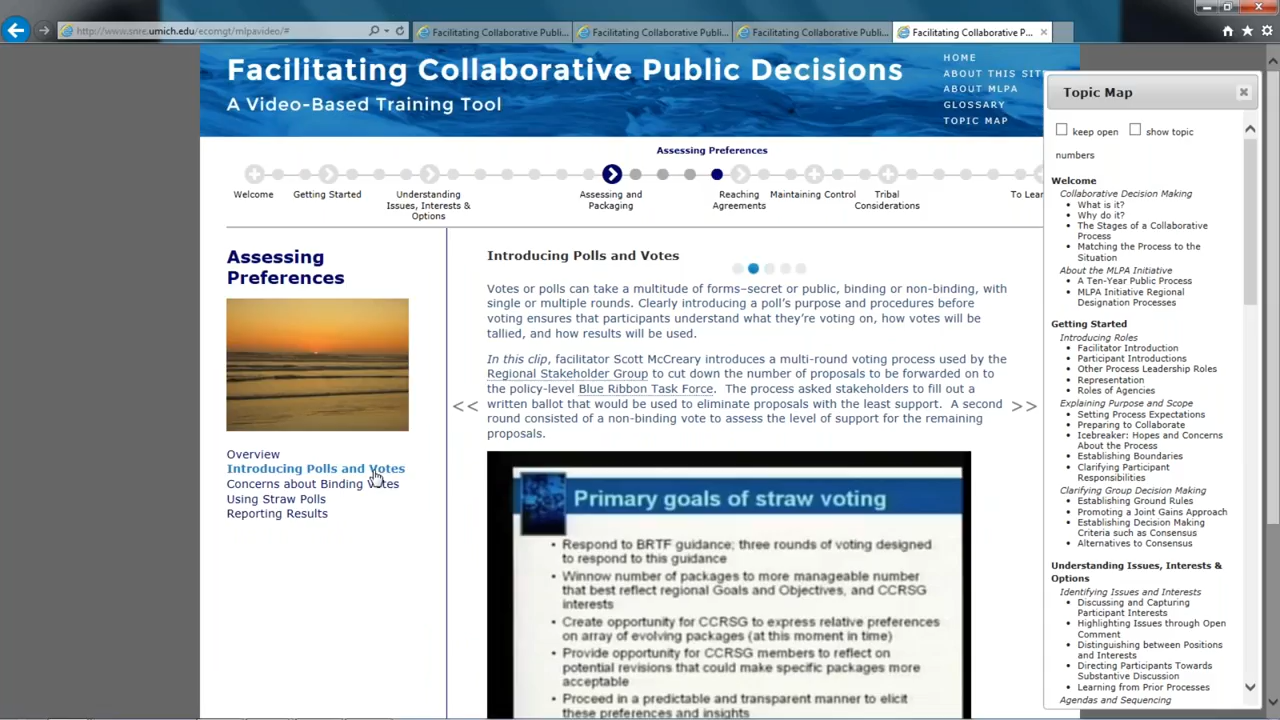 http://www.snre.umich.edu/ecomgt/mlpavideo/#
Facilitating Collaborative Publi...
Facilitating Collaborative Publi...
Facilitating Collaborative Publi...
Facilitating Collaborative P...
Facilitating Collaborative Public Decisions
A Video-Based Training Tool
HOME
ABOUT THIS SITE
ABOUT MLPA
GLOSSARY
TOPIC MAP
Assessing Preferences
Welcome
Getting Started
Understanding
Issues, Interests &
Options
Assessing and
Packaging
Reaching
Agreements
Maintaining Control
Tribal
Considerations
To Lear
Assessing
Preferences
Overview
Introducing Polls and Votes
Concerns about Binding Votes
Using Straw Polls
Reporting Results
Introducing Polls and Votes
Votes or polls can take a multitude of forms–secret or public, binding or non-binding, with
single or multiple rounds. Clearly introducing a poll's purpose and procedures before
voting ensures that participants understand what they're voting on, how votes will be
tallied, and how results will be used.
In this clip, facilitator Scott McCreary introduces a multi-round voting process used by the
Regional Stakeholder Group to cut down the number of proposals to be forwarded on to
the policy-level Blue Ribbon Task Force. The process asked stakeholders to fill out a
<< written ballot that would be used to eliminate proposals with the least support. A second >>
round consisted of a non-binding vote to assess the level of support for the remaining
proposals.
Primary goals of straw voting
• Respond to BRTF guidance; three rounds of voting designed
to respond to this guidance
• Winnow number of packages to more manageable number
that best reflect regional Goals and Objectives, and CCRSG
interests
• Create opportunity for CCRSG to express relative preferences
on array of evolving packages (at this moment in time)
• Provide opportunity for CCRSG members to reflect on
potential revisions that could make specific packages more
acceptable
• Proceed in a predictable and transparent manner to elicit
these preferences and insights
Topic Map
keep open
show topic
numbers
Welcome
Collaborative Decision Making
• What is it?
• Why do it?
• The Stages of a Collaborative
Process
• Matching the Process to the
Situation
About the MLPA Initiative
• A Ten-Year Public Process
• MLPA Initiative Regional
Designation Processes
Getting Started
Introducing Roles
• Facilitator Introduction
• Participant Introductions
• Other Process Leadership Roles
• Representation
• Roles of Agencies
Explaining Purpose and Scope
• Setting Process Expectations
• Preparing to Collaborate
• Icebreaker: Hopes and Concerns
About the Process
• Establishing Boundaries
• Clarifying Participant
Responsibilities
Clarifying Group Decision Making
• Establishing Ground Rules
• Promoting a Joint Gains Approach
• Establishing Decision Making
Criteria such as Consensus
• Alternatives to Consensus
Understanding Issues, Interests &
Options
Identifying Issues and Interests
• Discussing and Capturing
Participant Interests
• Highlighting Issues through Open
Comment
• Distinguishing between Positions
and Interests
• Directing Participants Towards
Substantive Discussion
• Learning from Prior Processes
Agendas and Sequencing